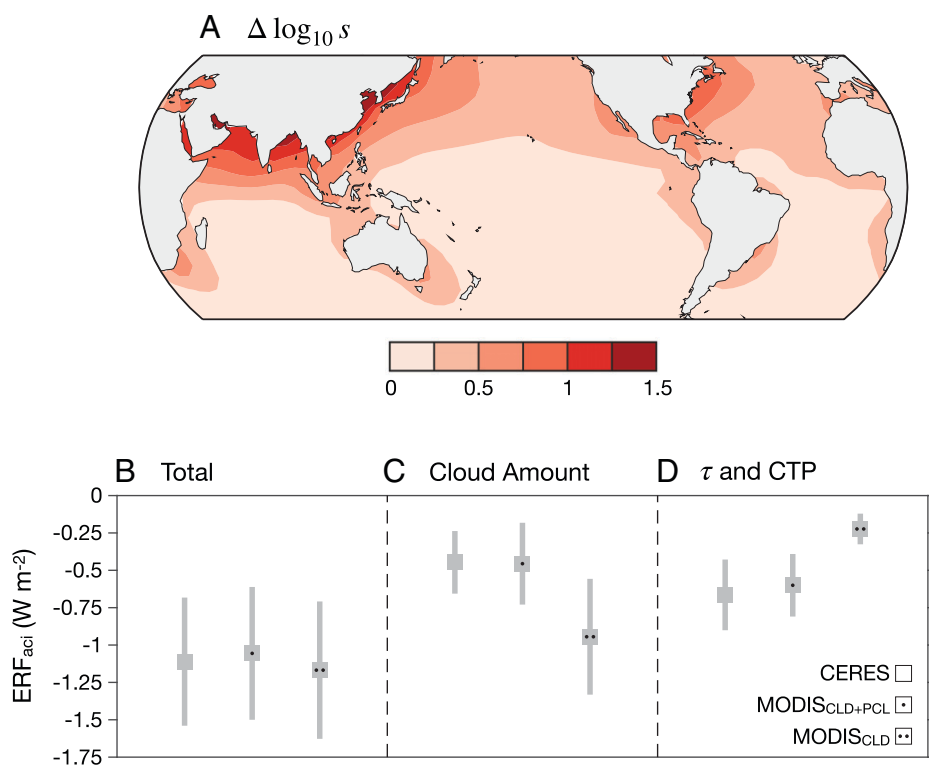 A Δ log10 s
0 0.5 1 1.5
B Total
C Cloud Amount
D τ and CTP
ERFaci (W m-2)
0
-0.25
-0.5
-0.75
-1
-1.25
-1.5
-1.75
CERES
MODISCLD+PCL
MODISCLD